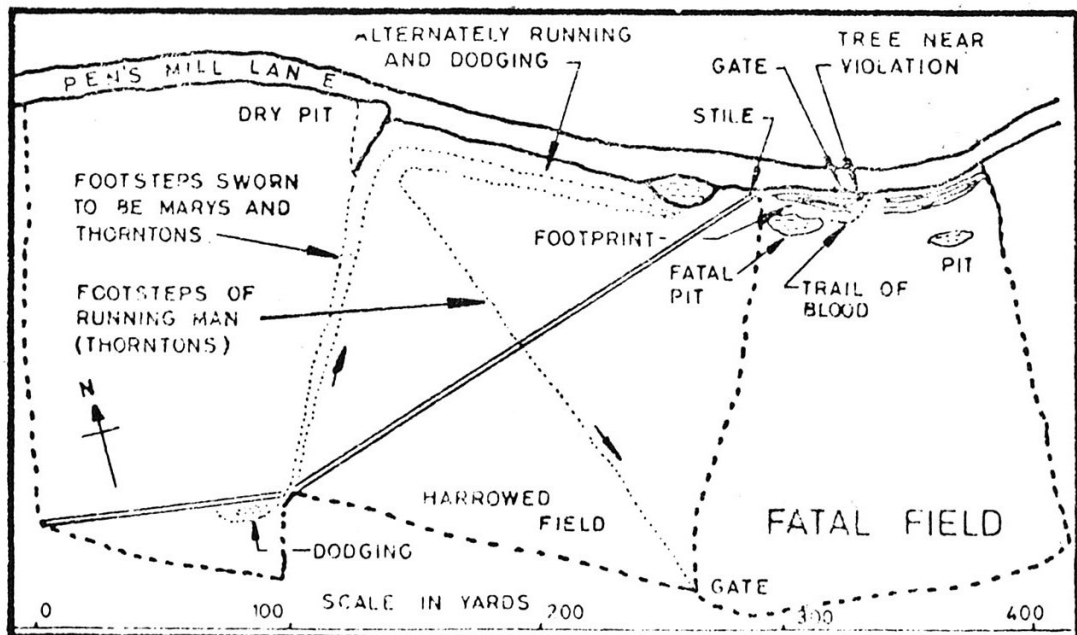 ALTERNATELY RUNNING
AND DODGING
TREE NEAR
VIOLATION
GATE
PEN'S MILL LANE
DRY PIT
STILE
FOOTSTEPS SWORN
TO BE MARYS AND
THORNTONS
FOOTPRINT
FATAL
PIT
PIT
TRAIL OF
BLOOD
FOOTSTEPS OF
RUNNING MAN
(THORNTONS)
N
HARROWED
FIELD
FATAL FIELD
DODGING
GATE
0 100 SCALE IN YARDS 200 300 400